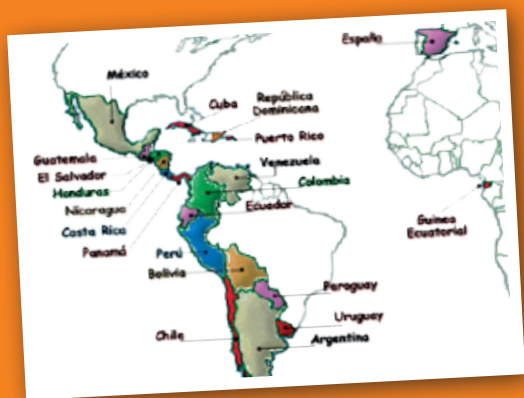 España
México
Cuba
República
Dominicana
Puerto Rico
Guatemala
El Salvador
Honduras
Nicaragua
Costa Rica
Panamá
Venezuela
Colombia
Ecuador
Guinea
Ecuatorial
Perú
Bolivia
Paraguay
Uruguay
Chile
Argentina